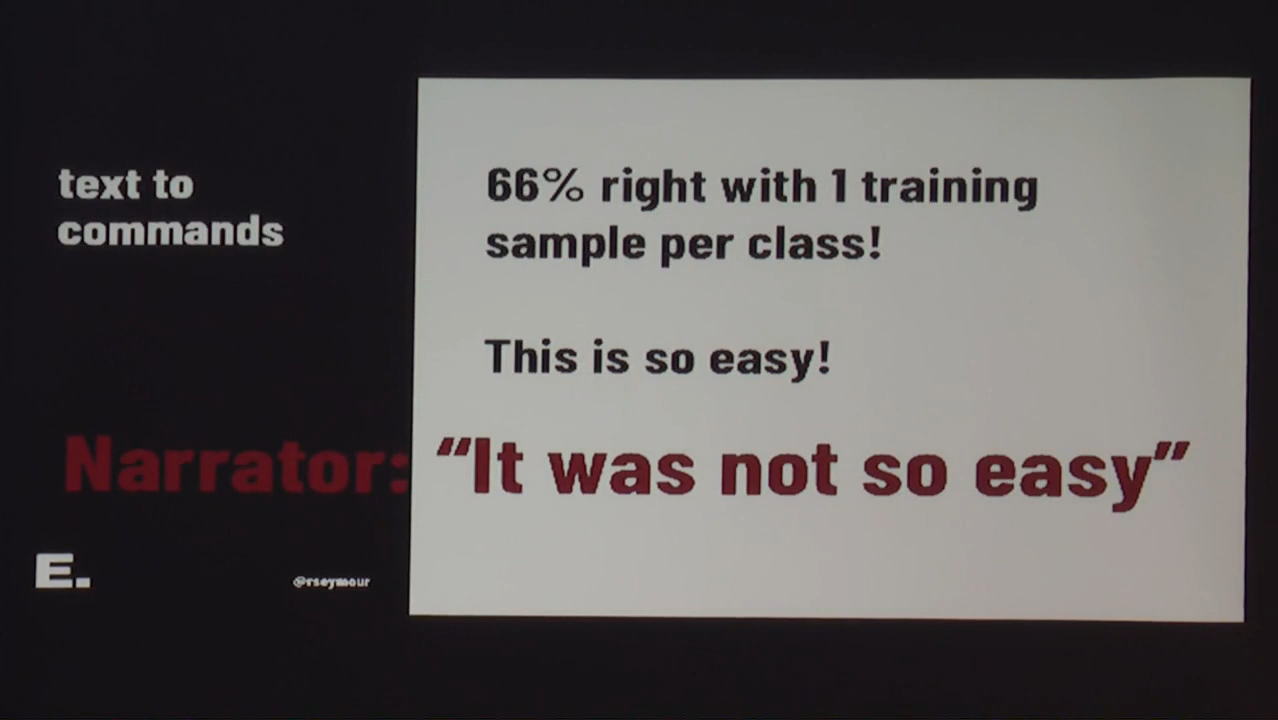 text to
commands
66% right with 1 training
sample per class!
This is so easy!
Narrator: “It was not so easy”
E.
@rseymour